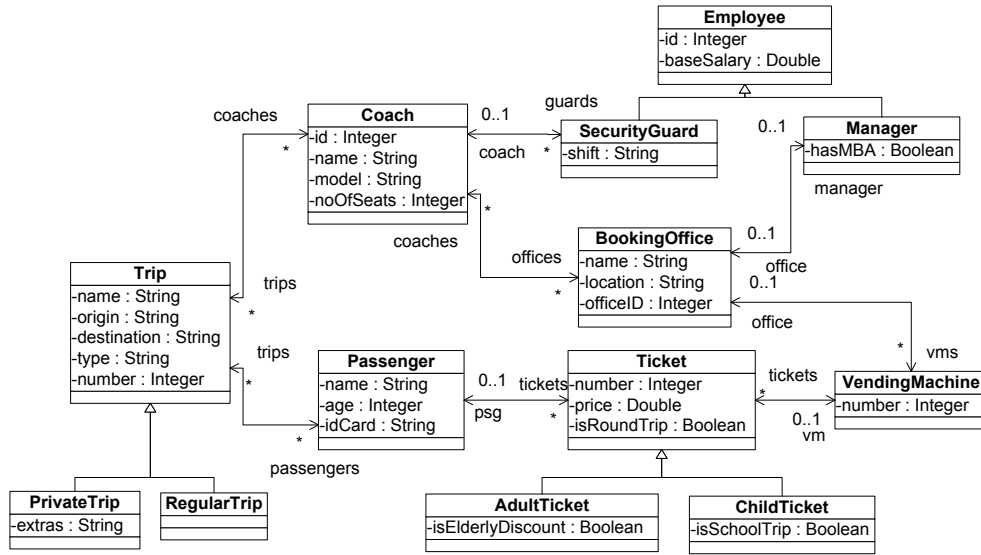 Employee
-id : Integer
-baseSalary : Double
coaches
*
Coach
-id : Integer
-name : String
-model : String
-noOfSeats : Integer
0..1
coach
guards
*
SecurityGuard
-shift : String
0..1
Manager
-hasMBA : Boolean
manager
*
coaches
offices
*
BookingOffice
-name : String
-location : String
-officeID : Integer
0..1
office
0..1
office
*
vms
Trip
-name : String
-origin : String
-destination : String
-type : String
-number : Integer
trips
*
trips
*
Passenger
-name : String
-age : Integer
-idCard : String
*
passengers
0..1
psg
tickets
*
Ticket
-number : Integer
-price : Double
-isRoundTrip : Boolean
tickets
*
0..1
vm
VendingMachine
-number : Integer
PrivateTrip
-extras : String
RegularTrip
AdultTicket
-isElderlyDiscount : Boolean
ChildTicket
-isSchoolTrip : Boolean